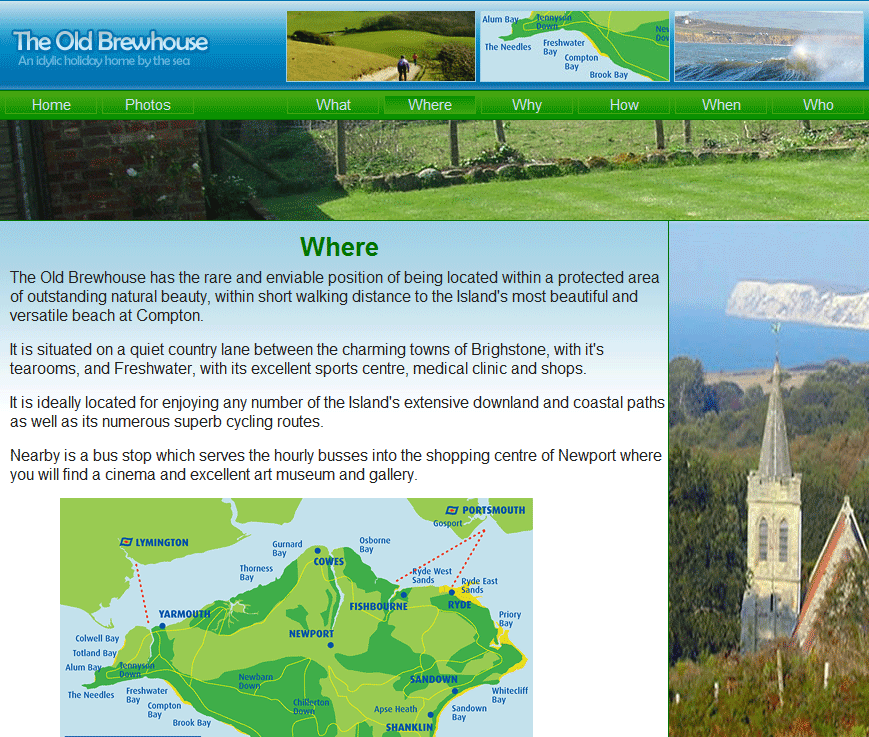 The Old Brewhouse
An idylic holiday home by the sea
Alum Bay
Tennyson
Down
The Needles
Freshwater
Bay
Compton
Bay
Brook Bay
Home
Photos
What
Where
Why
How
When
Who
Where
The Old Brewhouse has the rare and enviable position of being located within a protected area
of outstanding natural beauty, within short walking distance to the Island's most beautiful and
versatile beach at Compton.
It is situated on a quiet country lane between the charming towns of Brighstone, with it's
tearooms, and Freshwater, with its excellent sports centre, medical clinic and shops.
It is ideally located for enjoying any number of the Island's extensive downland and coastal paths
as well as its numerous superb cycling routes.
Nearby is a bus stop which serves the hourly busses into the shopping centre of Newport where
you will find a cinema and excellent art museum and gallery.
PORTSMOUTH
Gosport
LYMINGTON
Gurnard
Bay
Osborne
Bay
COWES
Thorness
Bay
Ryde West
Sands
Ryde East
Sands
FISHBOURNE
RYDE
YARMOUTH
Priory
Bay
NEWPORT
Colwell Bay
Totland Bay
Alum Bay
Tennyson
Down
The Needles
Freshwater
Bay
Compton
Bay
Brook Bay
Newbarn
Down
Chillerton
Down
SANDOWN
Whitecliff
Bay
Apse Heath
Sandown
Bay
SHANKLIN